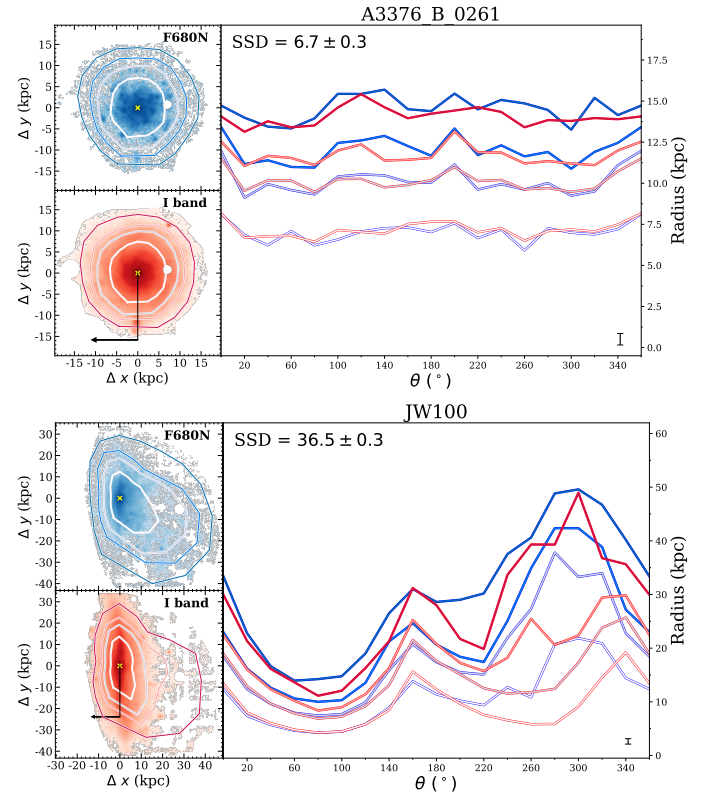 A3376_B_0261
F680N
15
10
5
0
-5
-10
-15
Δ y (kpc)
SSD = 6.7 ± 0.3
17.5
15.0
12.5
10.0
7.5
5.0
2.5
0.0
Radius (kpc)
I band
15
10
5
0
-5
-10
-15
Δ y (kpc)
-15 -10 -5 0 5 10 15
Δ x (kpc)
20 60 100 140 180 220 260 300 340
θ (°)
JW100
F680N
30
20
10
0
-10
-20
-30
-40
Δ y (kpc)
SSD = 36.5 ± 0.3
60
50
40
30
20
10
0
Radius (kpc)
I band
30
20
10
0
-10
-20
-30
-40
Δ y (kpc)
-30 -20 -10 0 10 20 30 40
Δ x (kpc)
20 60 100 140 180 220 260 300 340
θ (°)